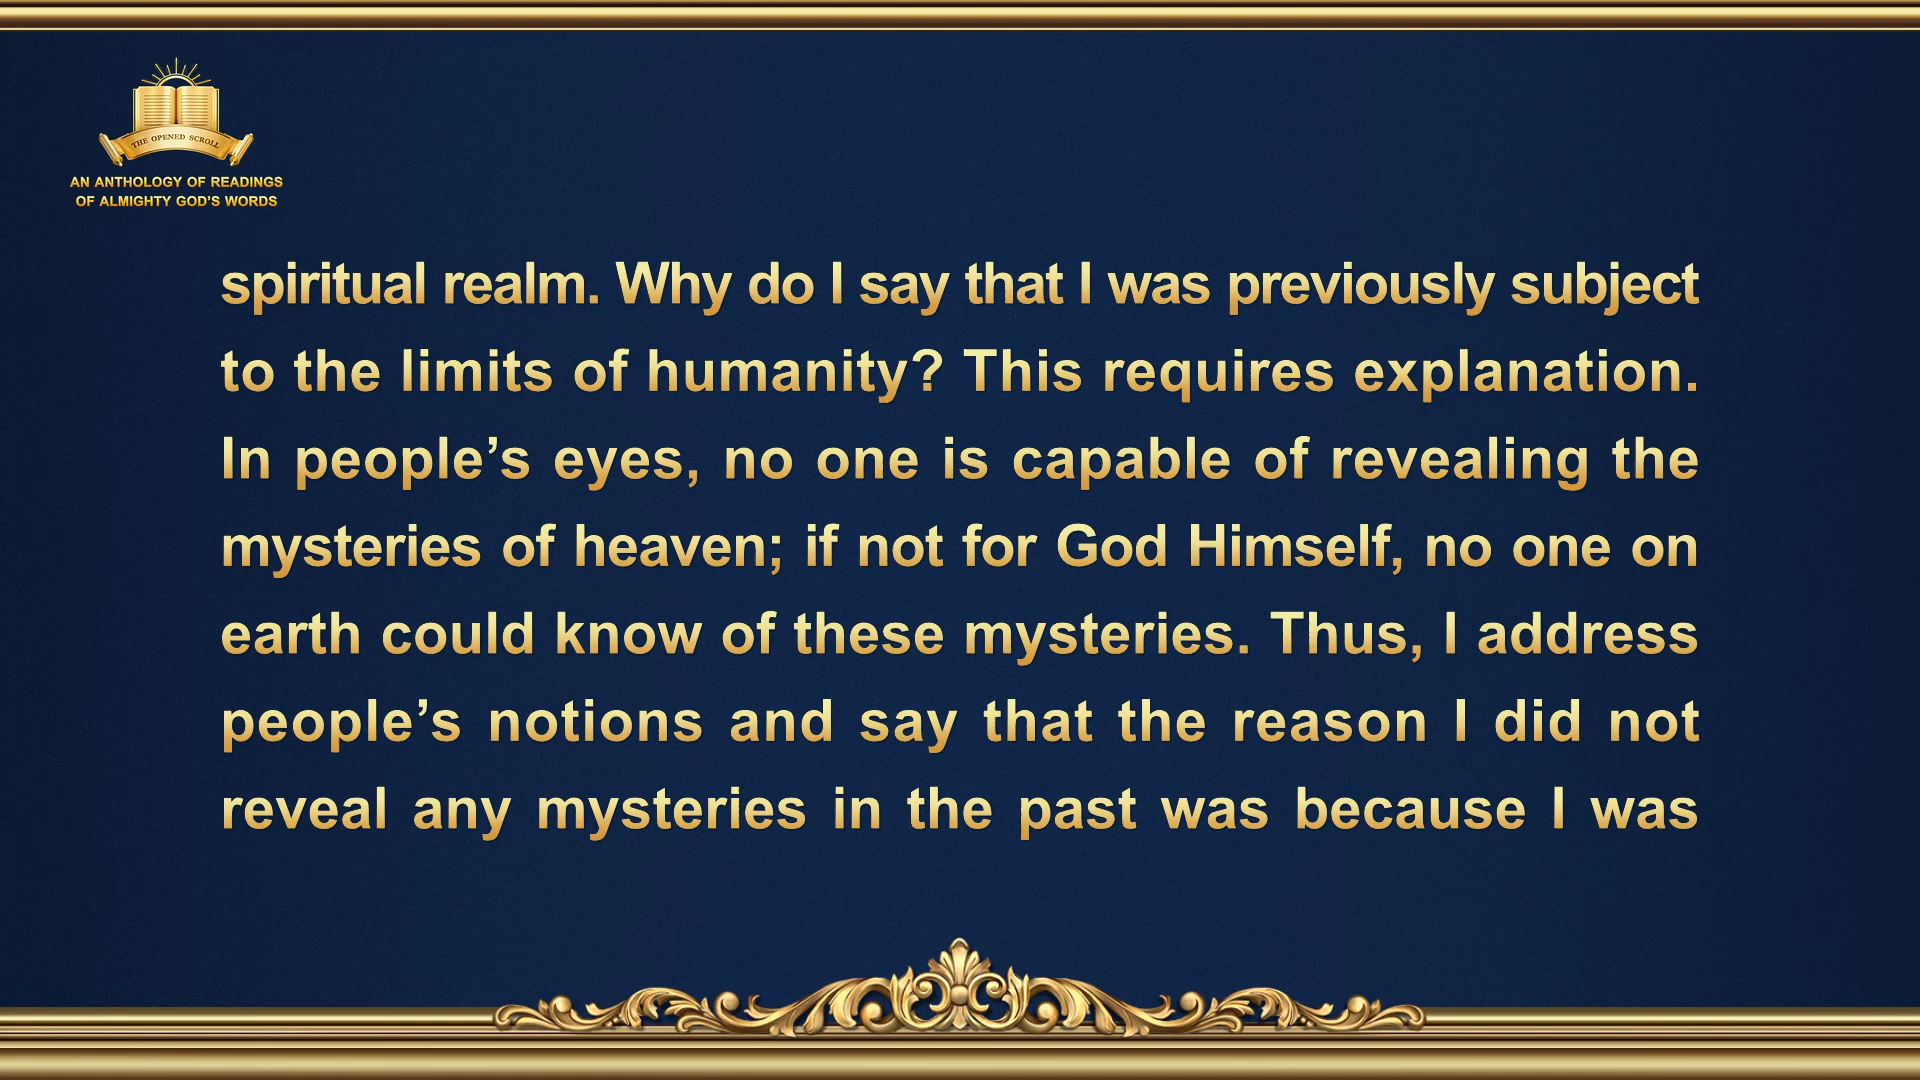 THE OPENED SCROLL
AN ANTHOLOGY OF READINGS
OF ALMIGHTY GOD’S WORDS
spiritual realm. Why do I say that I was previously subject
to the limits of humanity? This requires explanation.
In people’s eyes, no one is capable of revealing the
mysteries of heaven; if not for God Himself, no one on
earth could know of these mysteries. Thus, I address
people’s notions and say that the reason I did not
reveal any mysteries in the past was because I was